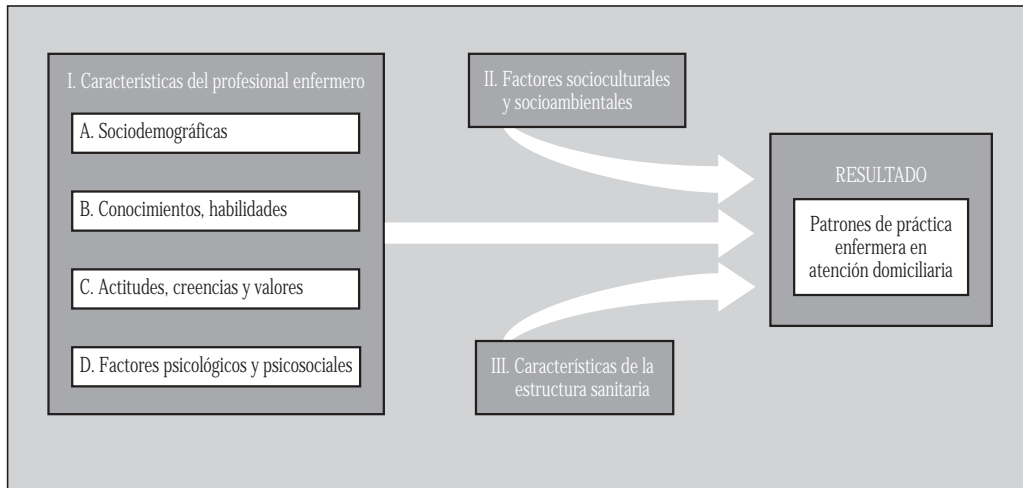 I. Características del profesional enfermero
A. Sociodemográficas
B. Conocimientos, habilidades
C. Actitudes, creencias y valores
D. Factores psicológicos y psicosociales
II. Factores socioculturales
y socioambientales
III. Características de la
estructura sanitaria
RESULTADO
Patrones de práctica
enfermera en
atención domiciliaria